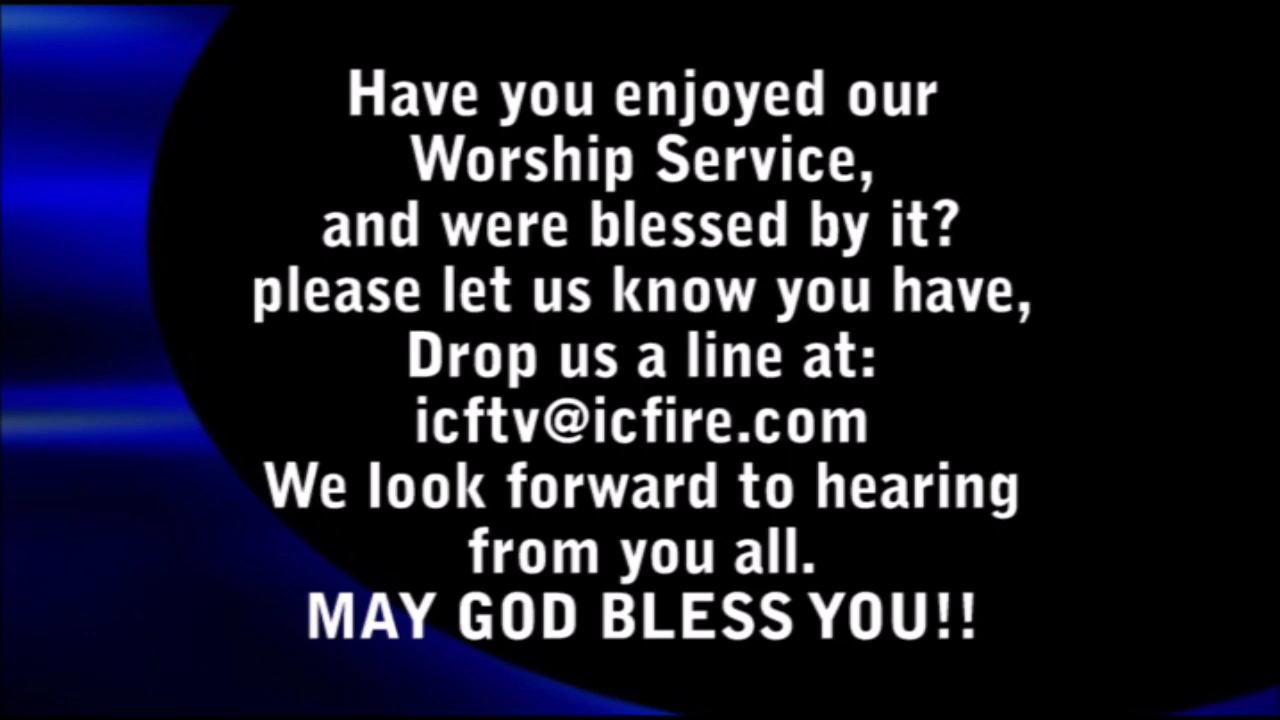 Have you enjoyed our
Worship Service,
and were blessed by it?
please let us know you have,
Drop us a line at:
icftv@icfire.com
We look forward to hearing
from you all.
MAY GOD BLESS YOU!!